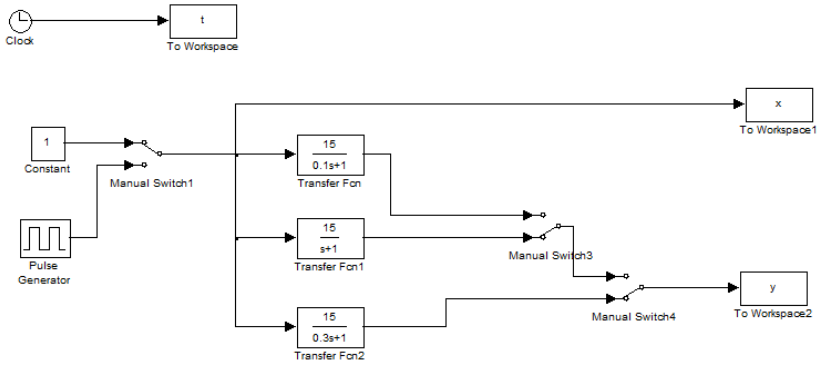 t
Clock
To Workspace
x
To Workspace1
1
Constant
Manual Switch1
15
0.1s+1
Transfer Fcn
Pulse
Generator
15
s+1
Transfer Fcn1
Manual Switch3
15
0.3s+1
Transfer Fcn2
Manual Switch4
y
To Workspace2